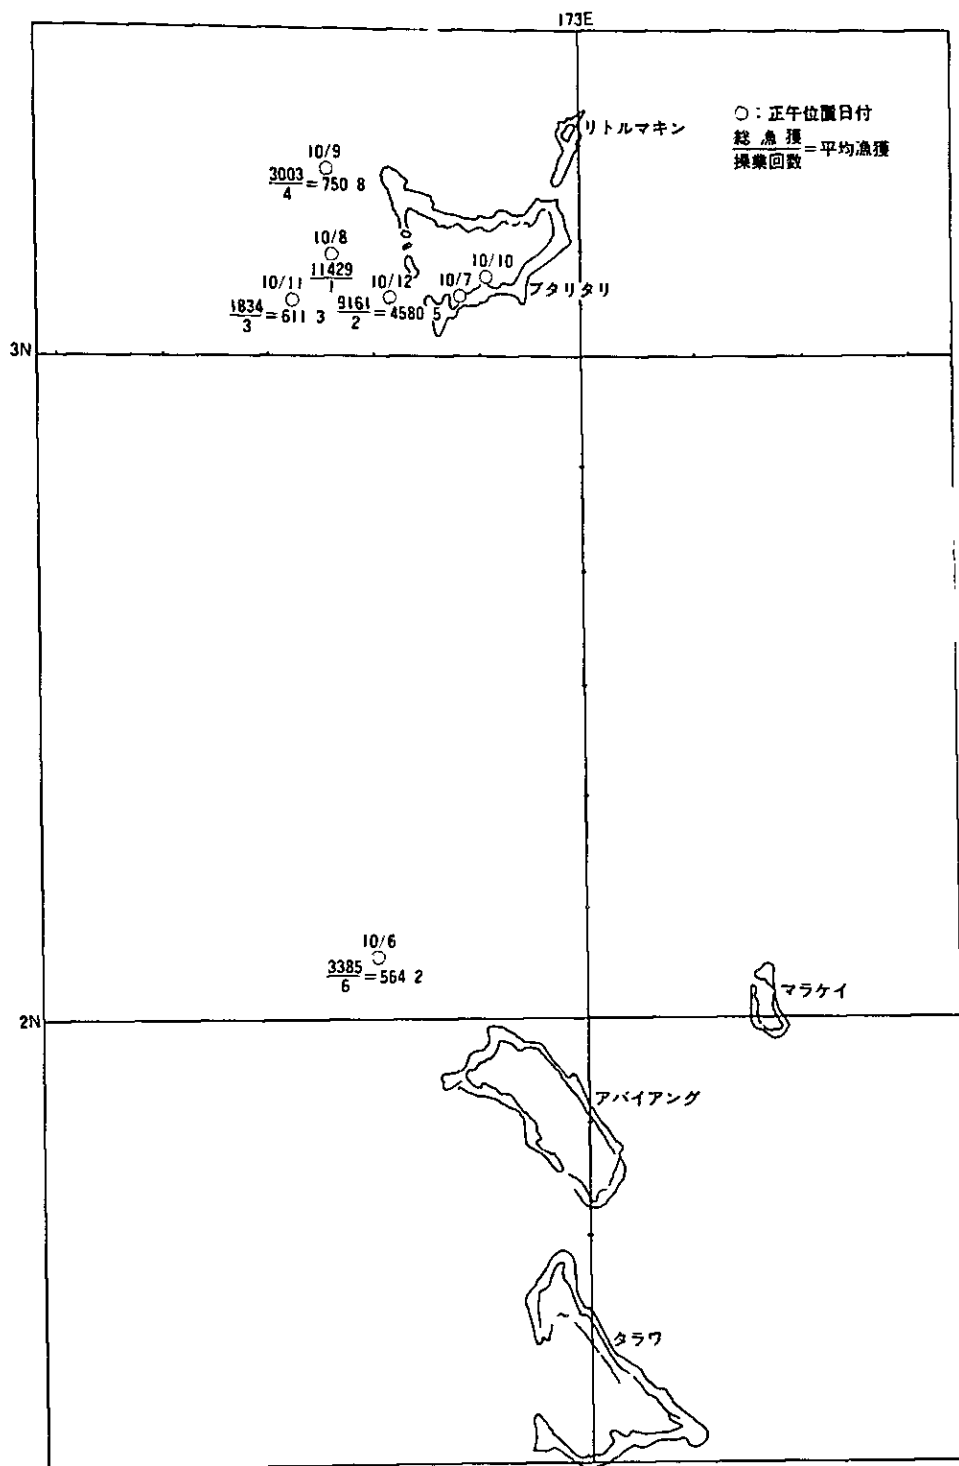 173E
リトルマキン
○：正午位置日付
総漁獲
操業回数
＝平均漁獲
10/9
3003
4
=750 8
10/8
11429
1
10/11
1834
3
=611 3
10/12
9161
2
=4580 5
10/7
10/10
ブタリタリ
3N
10/6
3385
6
=564 2
マラケイ
2N
アバイアング
タラワ